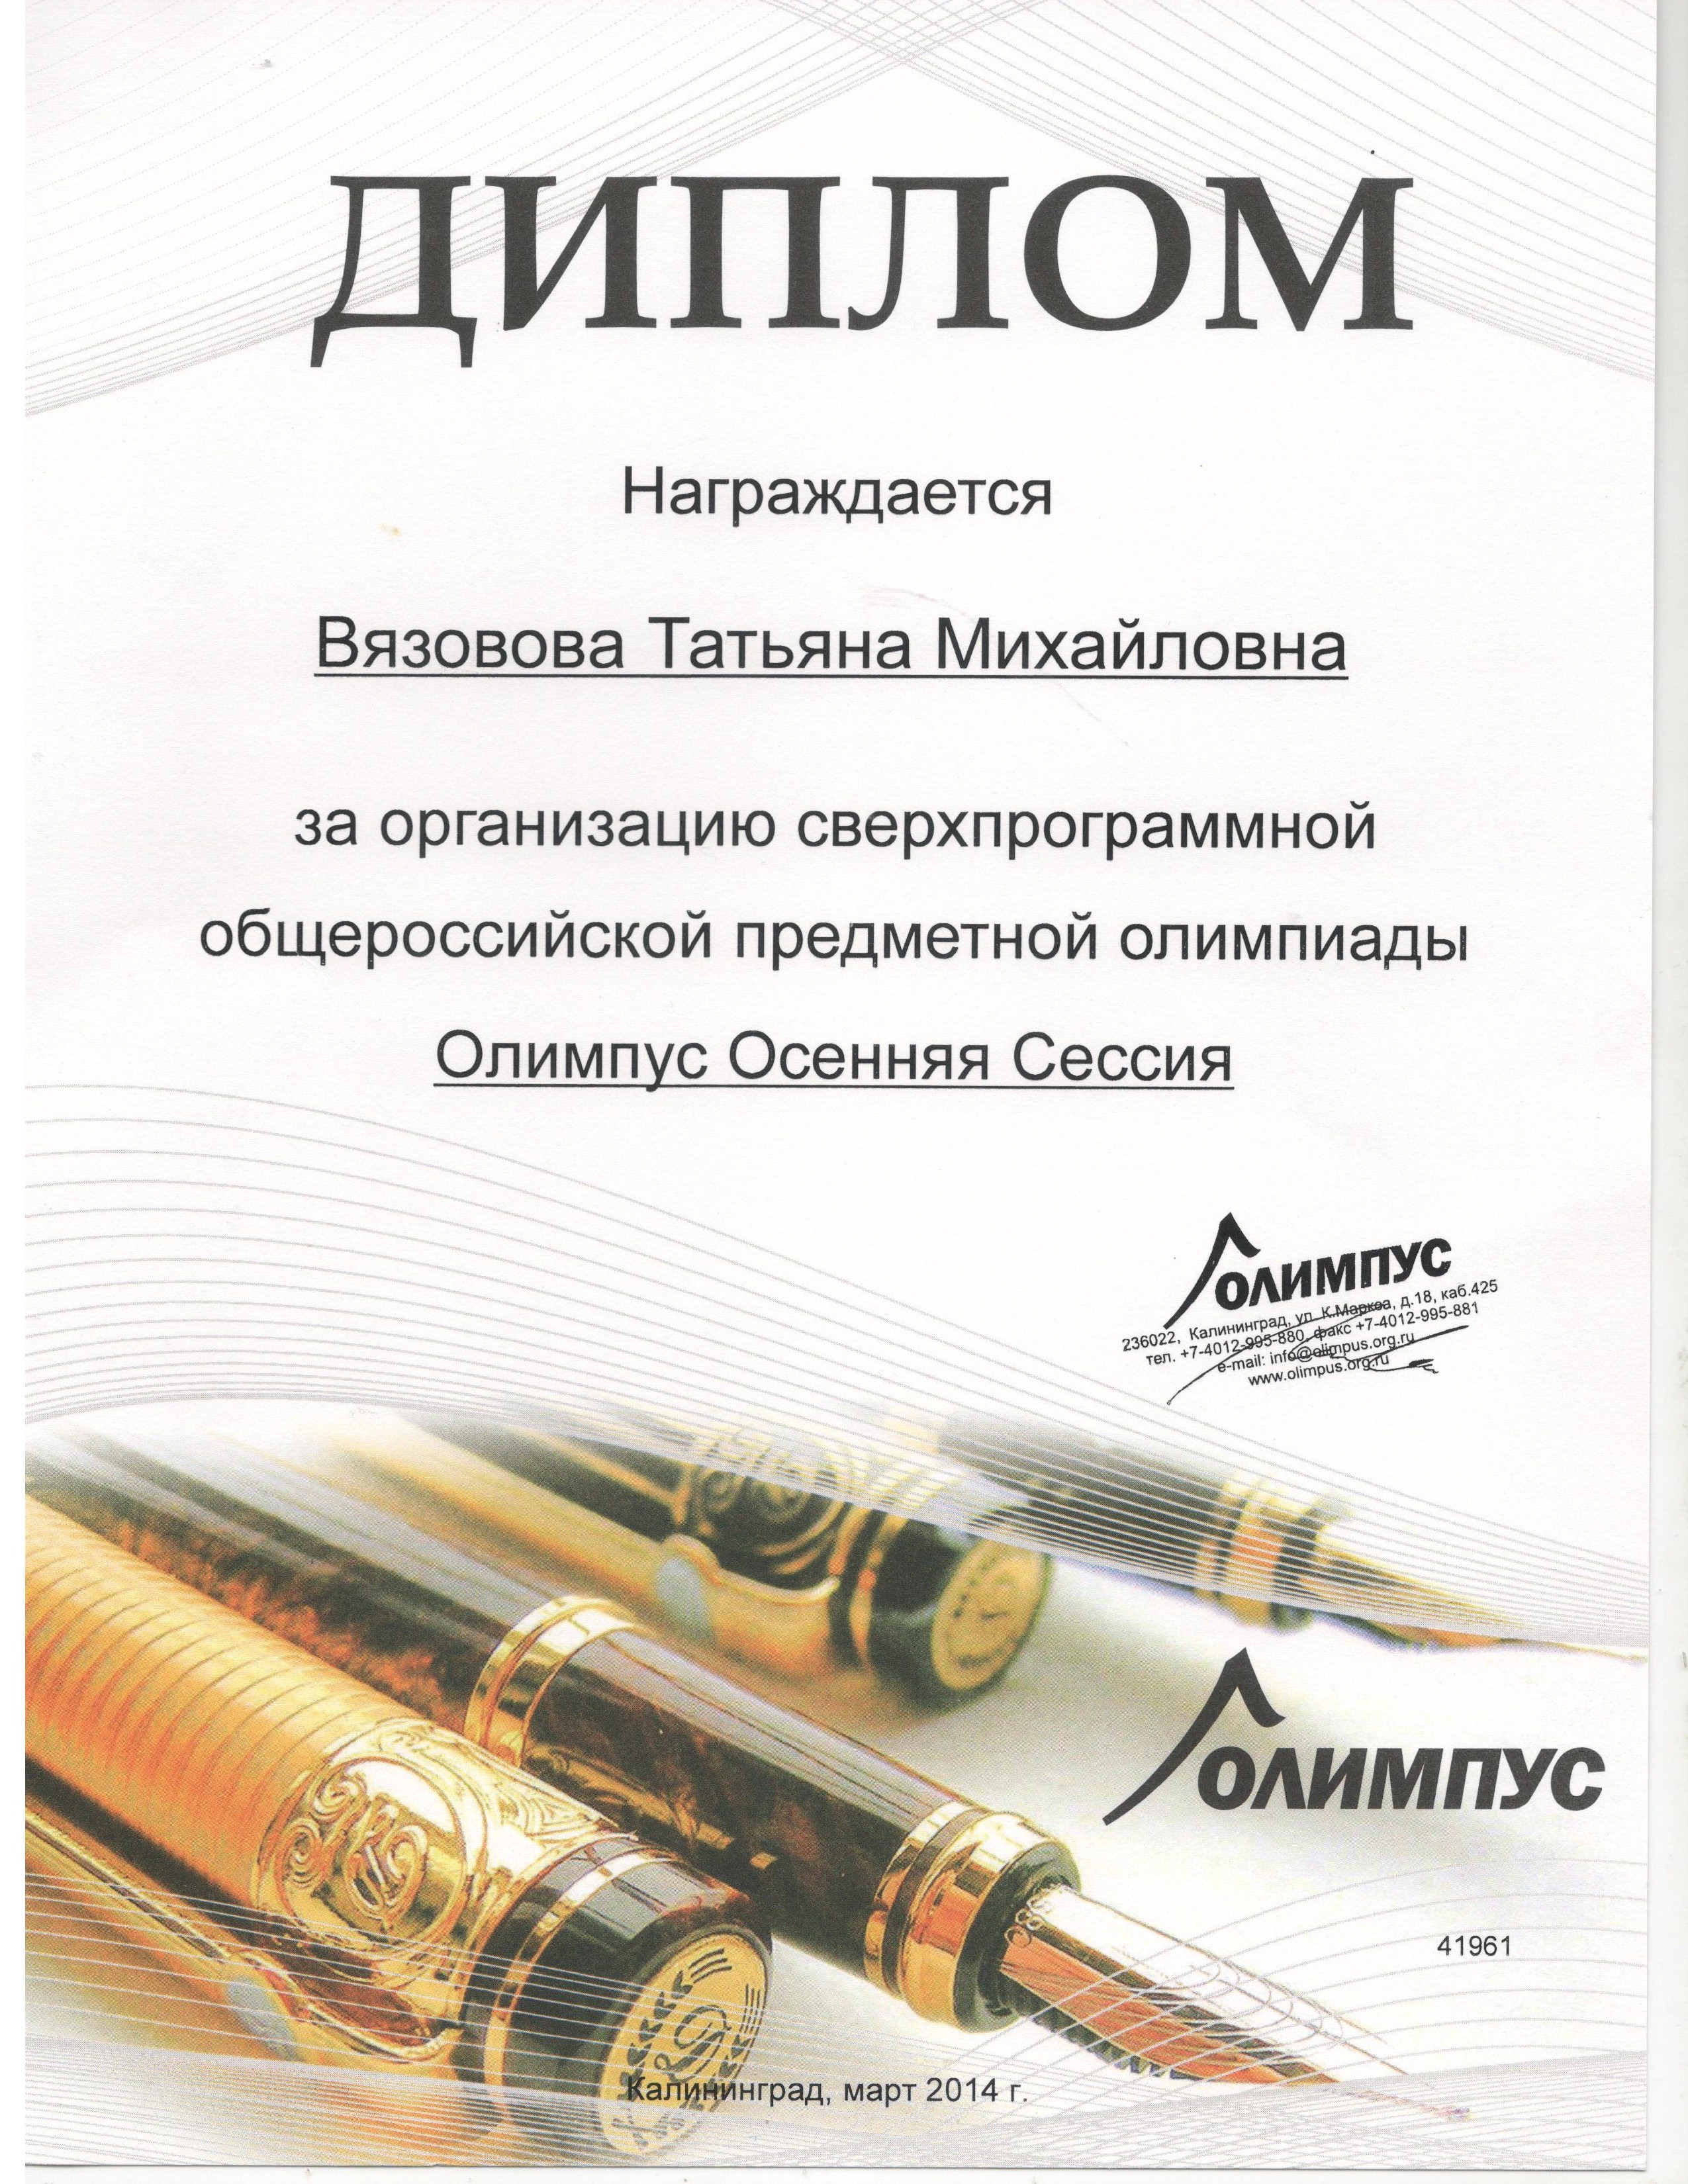 ДИПЛОМ
Награждается
Вязовова Татьяна Михайловна
за организацию сверхпрограммной
общероссийской предметной олимпиады
Олимпус Осенняя Сессия
ОЛИМПУС
236022, Калининград, ул. К.Маркса, д.18, каб.425
тел. +7-4012-995-880, факс +7-4012-995-881
e-mail: info@olimpus.org.ru
www.olimpus.org.ru
ОЛИМПУС
41961
Калининград, март 2014 г.